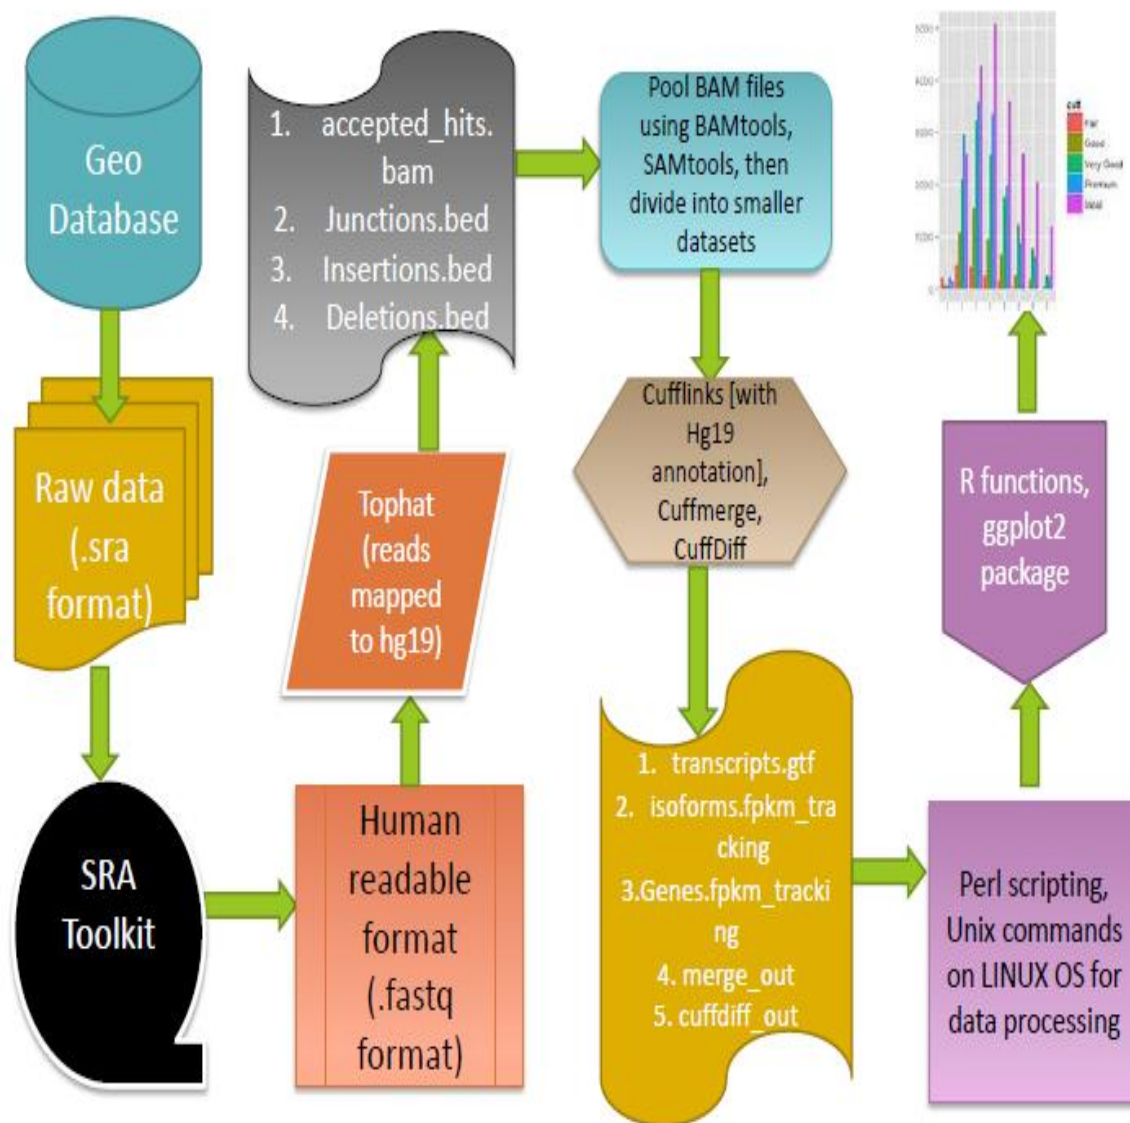 Geo
Database
Raw data
(.sra
format)
SRA
Toolkit
Human
readable
format
(.fastq
format)
Tophat
(reads
mapped
to hg19)
1. accepted_hits.
bam
2. Junctions.bed
3. Insertions.bed
4. Deletions.bed
Pool BAM files
using BAMtools,
SAMtools, then
divide into smaller
datasets
Cufflinks [with
Hg19
annotation],
Cuffmerge,
CuffDiff
1. transcripts.gtf
2. isoforms.fpkm_tra
cking
3.Genes.fpkm_tracki
ng
4. merge_out
5. cuffdiff_out
Perl scripting,
Unix commands
on LINUX OS for
data processing
R functions,
ggplot2
package
Fair
Good
Very Good
Premium
Ideal